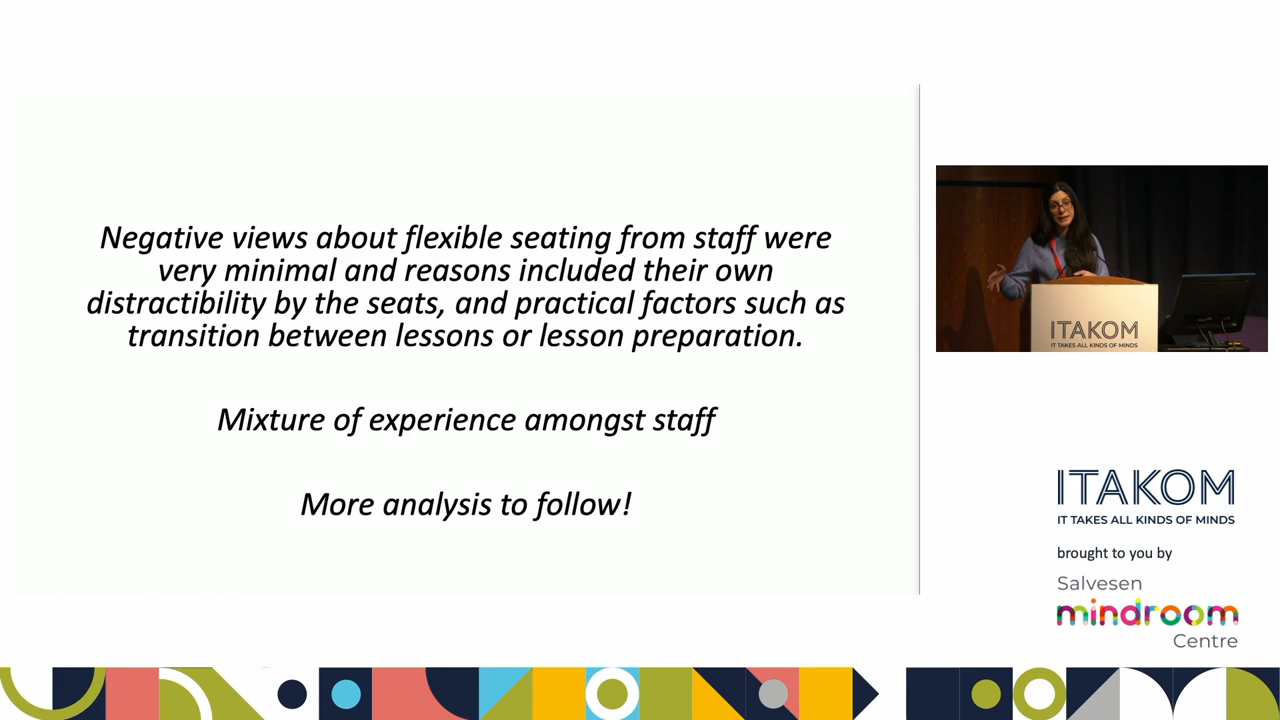 Negative views about flexible seating from staff were
very minimal and reasons included their own
distractibility by the seats, and practical factors such as
transition between lessons or lesson preparation.
Mixture of experience amongst staff
More analysis to follow!
ITAKOM
IT TAKES ALL KINDS OF MINDS
ITAKOM
IT TAKES ALL KINDS OF MINDS
brought to you by
Salvesen
mindroom
Centre